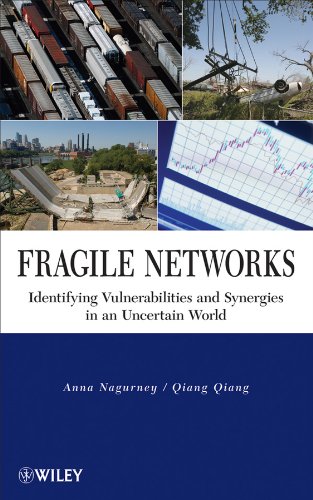 FRAGILE NETWORKS
Identifying Vulnerabilities and Synergies
in an Uncertain World
Anna Nagurney / Qiang Qiang
WILEY